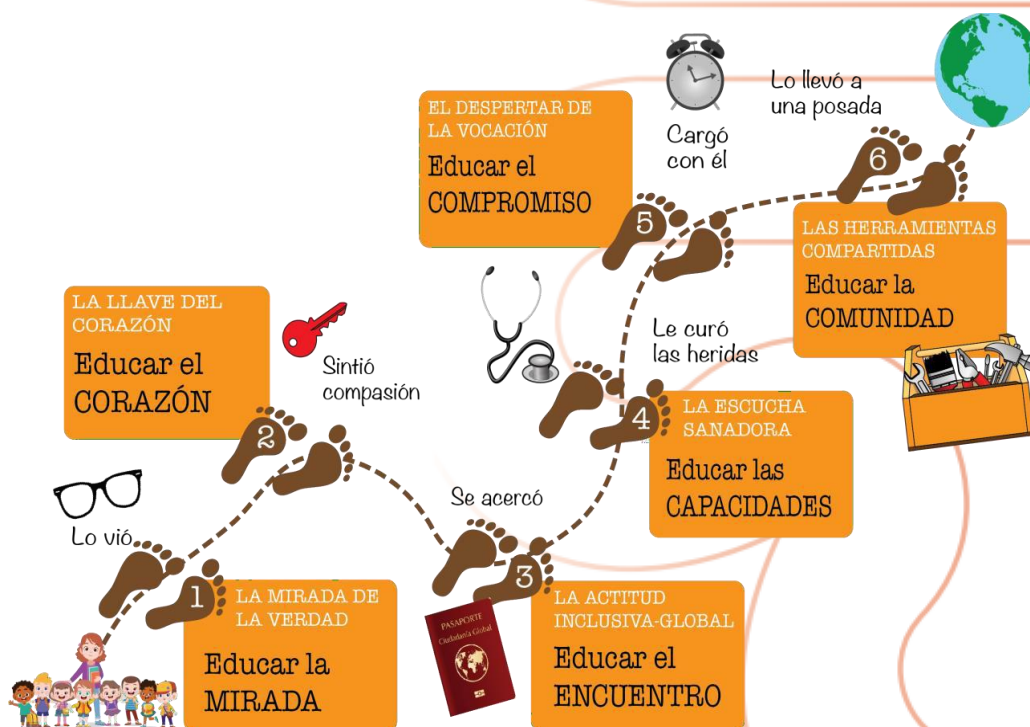 Lo vió
1
LA MIRADA DE
LA VERDAD
Educar la
MIRADA
LA LLAVE DEL
CORAZÓN
Educar el
CORAZÓN
2
Sintió
compasión
Se acercó
3
PASAPORTE
Ciudadanía Global
LA ACTITUD
INCLUSIVA-GLOBAL
Educar el
ENCUENTRO
Le curó
las heridas
4
LA ESCUCHA
SANADORA
Educar las
CAPACIDADES
EL DESPERTAR DE
LA VOCACIÓN
Educar el
COMPROMISO
Cargó
con él
5
Lo llevó a
una posada
6
LAS HERRAMIENTAS
COMPARTIDAS
Educar la
COMUNIDAD